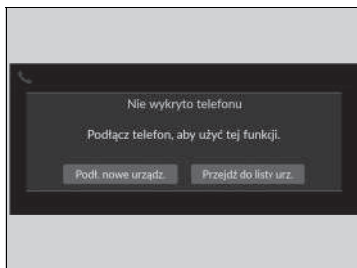 Nie wykryto telefonu
Podłącz telefon, aby użyć tej funkcji.
Podł. nowe urządz.
Przejdź do listy urz.